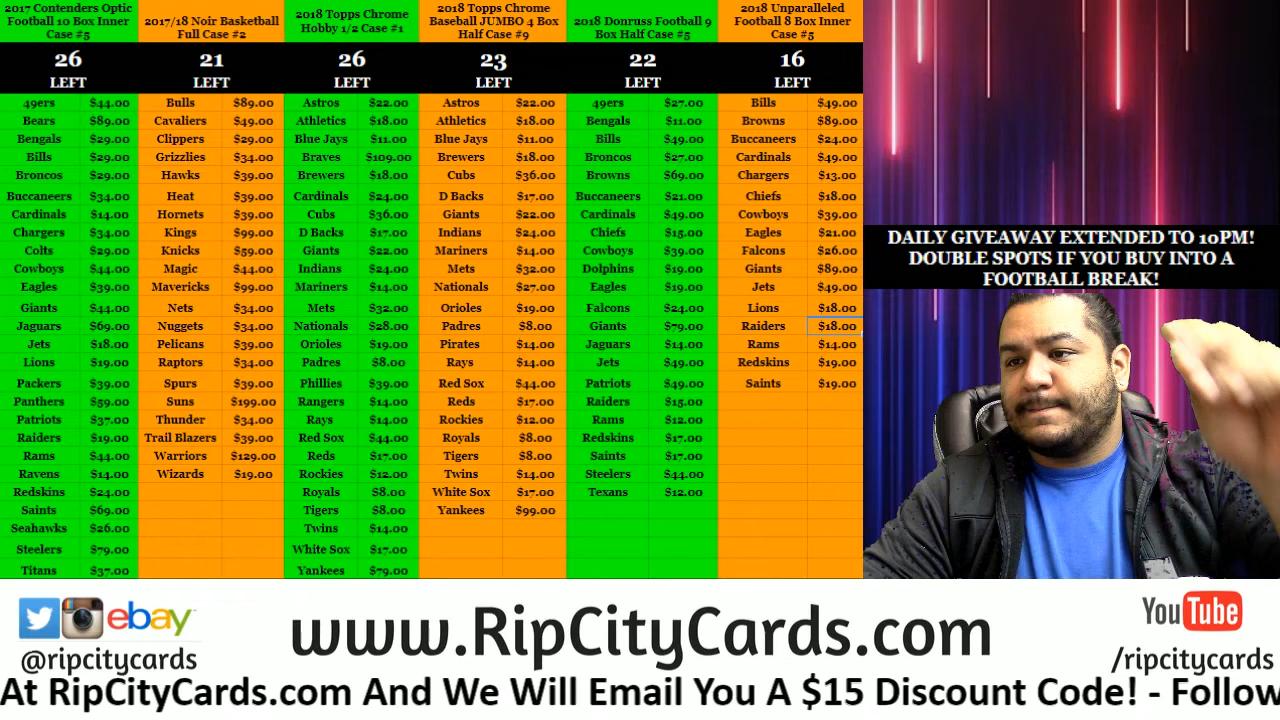 2017 Contenders Optic
Football 10 Box Inner
Case #5
26
LEFT
49ers $44.00
Bears $89.00
Bengals $29.00
Bills $29.00
Broncos $29.00
Buccaneers $34.00
Cardinals $14.00
Chargers $34.00
Colts $29.00
Cowboys $44.00
Eagles $39.00
Giants $44.00
Jaguars $69.00
Jets $18.00
Lions $19.00
Packers $39.00
Panthers $59.00
Patriots $37.00
Raiders $19.00
Rams $44.00
Ravens $14.00
Redskins $24.00
Saints $69.00
Seahawks $26.00
Steelers $79.00
Titans $37.00
2017/18 Noir Basketball
Full Case #2
21
LEFT
Bulls $89.00
Cavaliers $49.00
Clippers $29.00
Grizzlies $34.00
Hawks $39.00
Heat $39.00
Hornets $39.00
Kings $99.00
Knicks $59.00
Magic $44.00
Mavericks $99.00
Nets $34.00
Nuggets $34.00
Pelicans $39.00
Raptors $34.00
Spurs $39.00
Suns $199.00
Thunder $34.00
Trail Blazers $39.00
Warriors $129.00
Wizards $19.00
2018 Topps Chrome
Hobby 1/2 Case #1
26
LEFT
Astros $22.00
Athletics $18.00
Blue Jays $11.00
Braves $109.00
Brewers $18.00
Cardinals $24.00
Cubs $36.00
D Backs $17.00
Giants $22.00
Indians $24.00
Mariners $14.00
Mets $32.00
Nationals $28.00
Orioles $19.00
Padres $8.00
Phillies $39.00
Rangers $14.00
Rays $14.00
Red Sox $44.00
Reds $17.00
Rockies $12.00
Royals $8.00
Tigers $8.00
Twins $14.00
White Sox $17.00
Yankees $79.00
2018 Topps Chrome
Baseball JUMBO 4 Box
Half Case #9
23
LEFT
Astros $22.00
Athletics $18.00
Blue Jays $11.00
Brewers $18.00
Cubs $36.00
D Backs $17.00
Giants $22.00
Indians $24.00
Mariners $14.00
Mets $32.00
Nationals $27.00
Orioles $19.00
Padres $8.00
Pirates $14.00
Rays $14.00
Red Sox $44.00
Reds $17.00
Rockies $12.00
Royals $8.00
Tigers $8.00
Twins $14.00
White Sox $17.00
Yankees $99.00
2018 Donruss Football 9
Box Half Case #5
22
LEFT
49ers $27.00
Bengals $11.00
Bills $49.00
Broncos $27.00
Browns $69.00
Buccaneers $21.00
Cardinals $49.00
Chiefs $15.00
Cowboys $39.00
Dolphins $19.00
Eagles $19.00
Falcons $24.00
Giants $79.00
Jaguars $14.00
Jets $49.00
Patriots $49.00
Raiders $15.00
Rams $12.00
Redskins $17.00
Saints $17.00
Steelers $44.00
Texans $12.00
2018 Unparalleled
Football 8 Box Inner
Case #5
16
LEFT
Bills $49.00
Browns $89.00
Buccaneers $24.00
Cardinals $49.00
Chargers $13.00
Chiefs $18.00
Cowboys $39.00
Eagles $21.00
Falcons $26.00
Giants $89.00
Jets $49.00
Lions $18.00
Raiders $18.00
Rams $14.00
Redskins $19.00
Saints $19.00
DAILY GIVEAWAY EXTENDED TO 10PM!
DOUBLE SPOTS IF YOU BUY INTO A
FOOTBALL BREAK!
ebay
@ripcitycards
www.RipCityCards.com
YouTube
/ripcitycards
At RipCityCards.com And We Will Email You A $15 Discount Code! - Follow